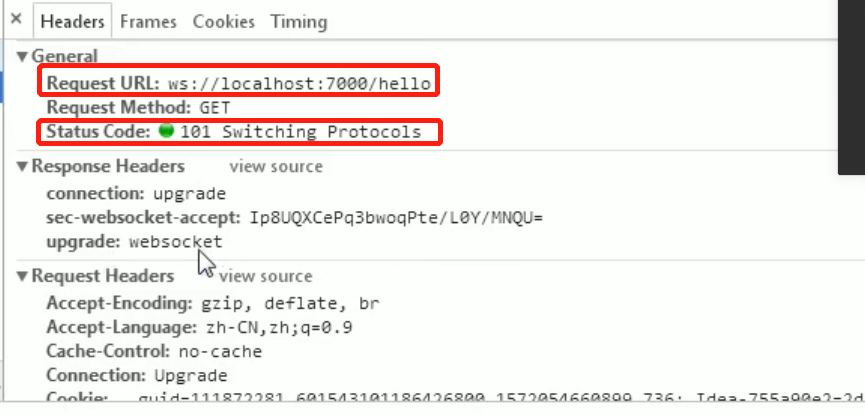 × Headers Frames Cookies Timing
▼General
Request URL: ws://localhost:7000/hello
Request Method: GET
Status Code: 101 Switching Protocols
▼Response Headers view source
connection: upgrade
sec-websocket-accept: Ip8UQXCePq3bwoqPte/L0Y/MNQU=
upgrade: websocket
▼Request Headers view source
Accept-Encoding: gzip, deflate, br
Accept-Language: zh-CN,zh;q=0.9
Cache-Control: no-cache
Connection: Upgrade
Cookie: